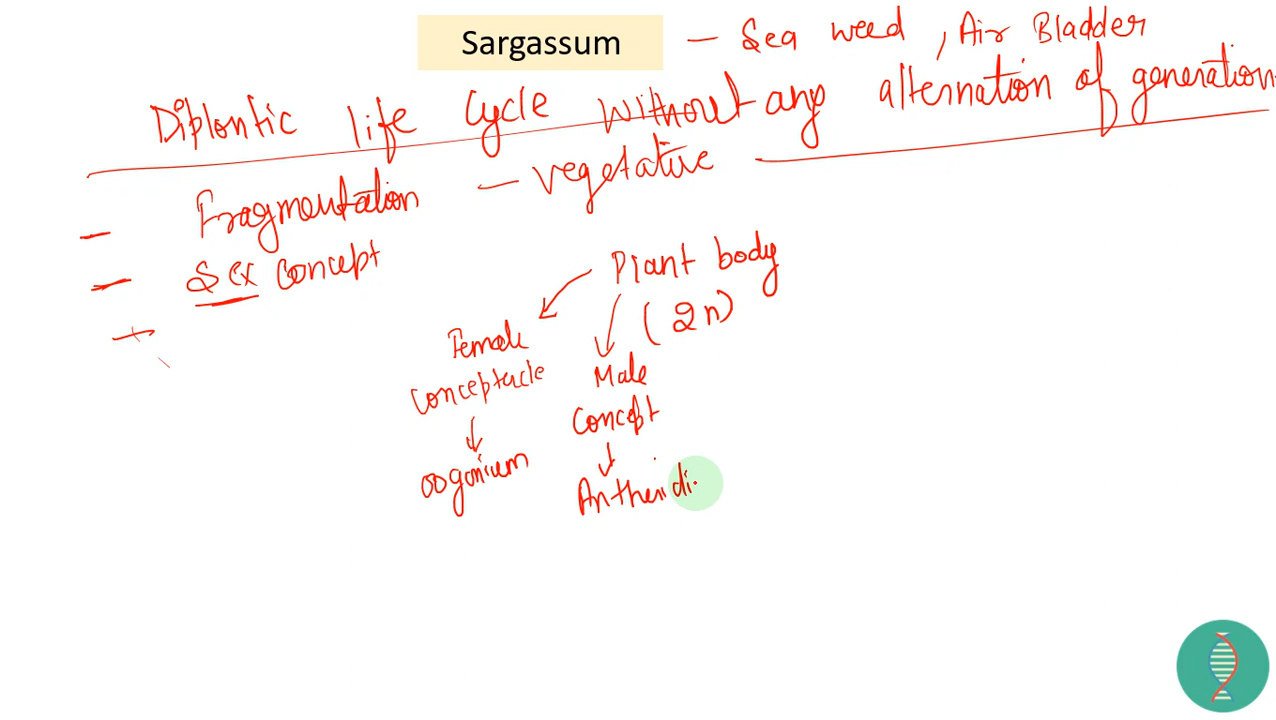 Sargassum – Sea weed, Air Bladder
Diplontic life Cycle without any alternation of generation
– Fragmentation – vegetative
– Sex concept
Plant body
(2n)
Female
Conceptacle
oogonium
Male
Concept
Antheridi